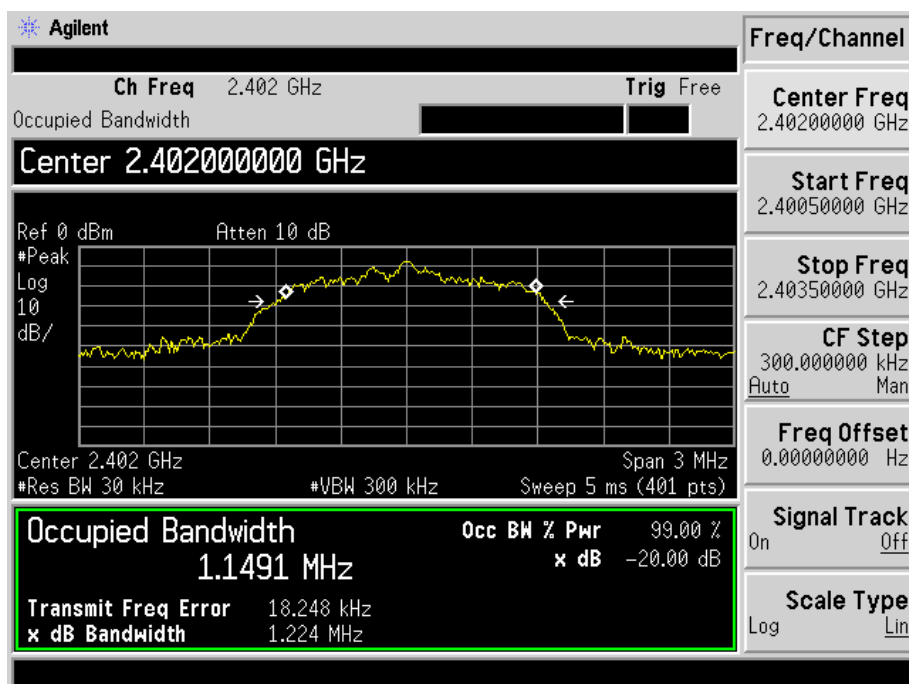 Agilent
Freq/Channel
Ch Freq 2.402 GHz Trig Free
Occupied Bandwidth
Center 2.402000000 GHz
Ref 0 dBm Atten 10 dB
#Peak
Log
10
dB/
Center 2.402 GHz Span 3 MHz
#Res BW 30 kHz #VBW 300 kHz Sweep 5 ms (401 pts)
Occupied Bandwidth
1.1491 MHz
Occ BW % Pwr 99.00 %
x dB -20.00 dB
Transmit Freq Error 18.248 kHz
x dB Bandwidth 1.224 MHz
Center Freq
2.40200000 GHz
Start Freq
2.40050000 GHz
Stop Freq
2.40350000 GHz
CF Step
300.000000 kHz
Auto Man
Freq Offset
0.00000000 Hz
Signal Track
On Off
Scale Type
Log Lin